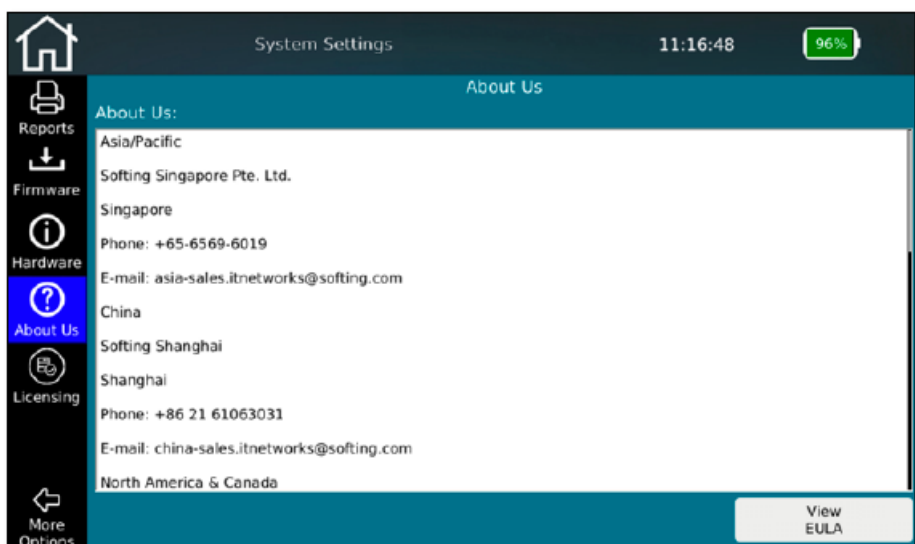 System Settings
11:16:48
96%
Reports
Firmware
Hardware
About Us
Licensing
More
Options
About Us
About Us:
Asia/Pacific
Softing Singapore Pte. Ltd.
Singapore
Phone: +65-6569-6019
E-mail: asia-sales.itnetworks@softing.com
China
Softing Shanghai
Shanghai
Phone: +86 21 61063031
E-mail: china-sales.itnetworks@softing.com
North America & Canada
View
EULA